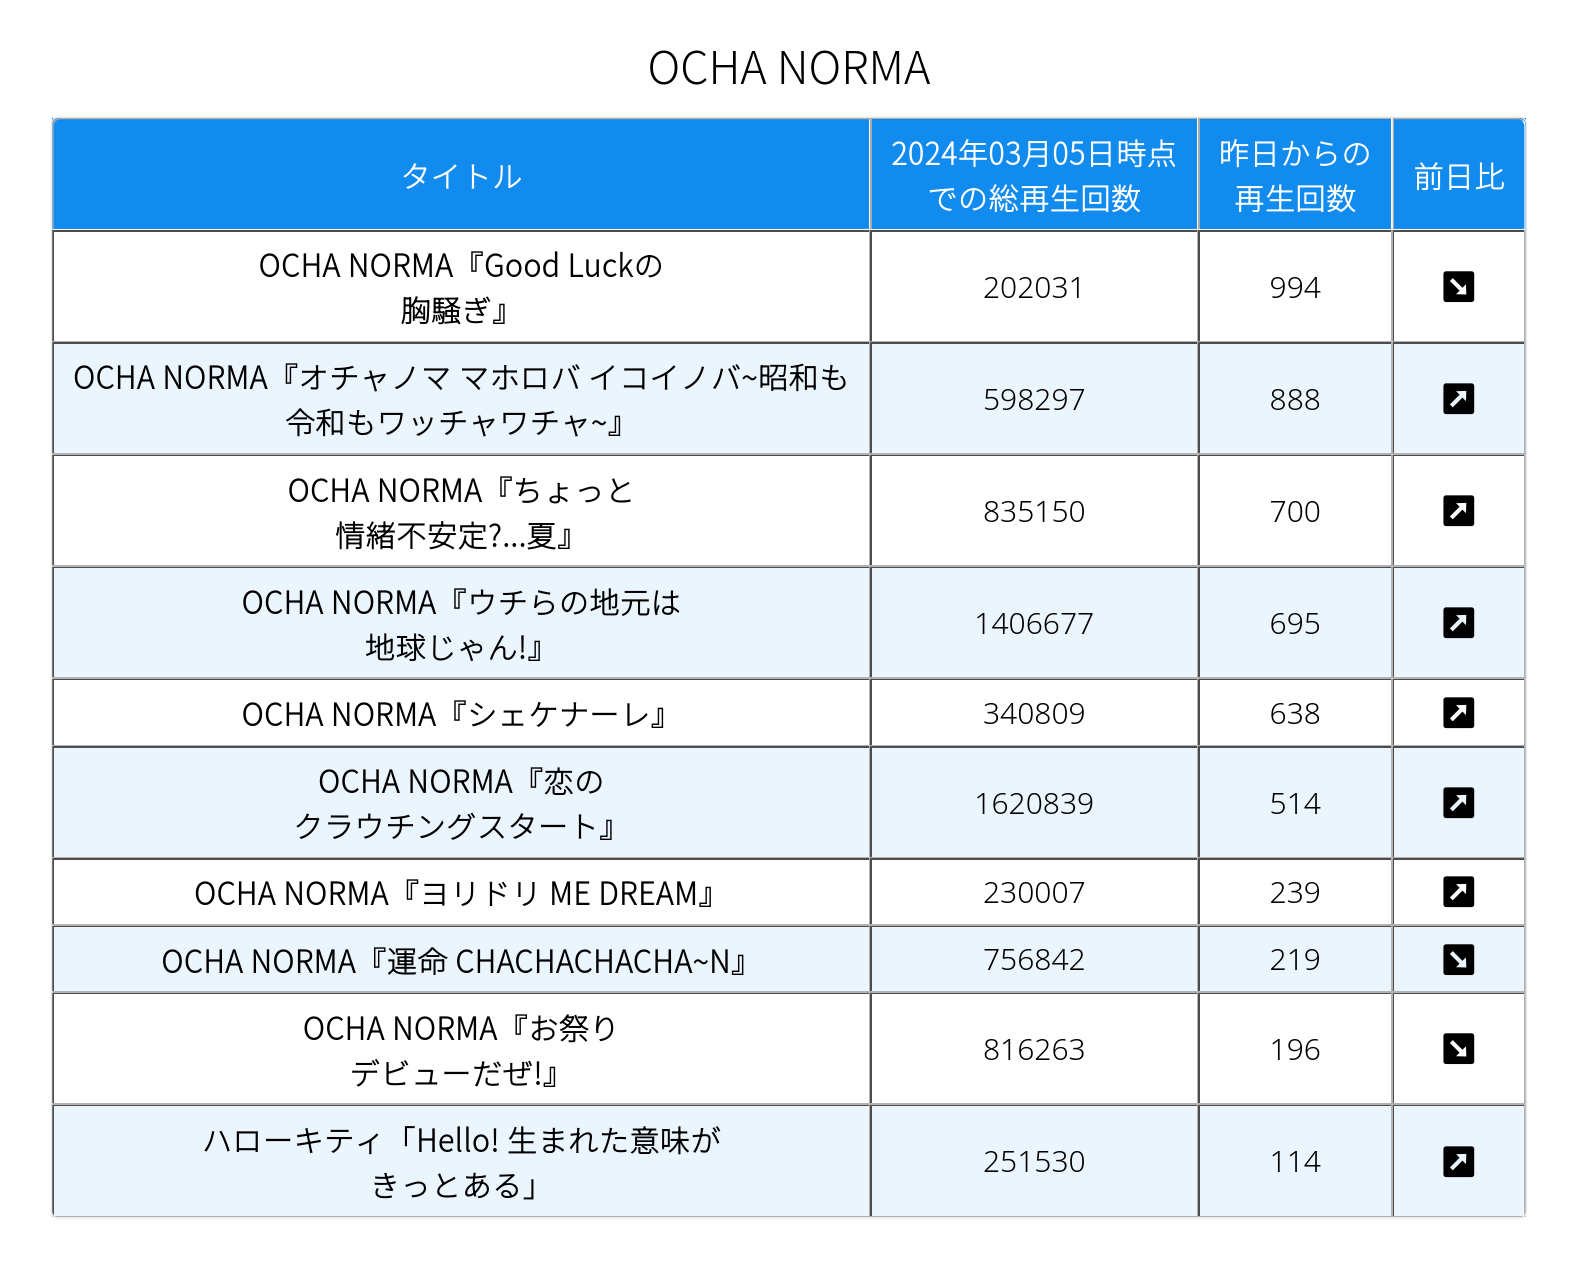 OCHA NORMA
タイトル
2024年03月05日時点
での総再生回数
昨日からの
再生回数
前日比
OCHA NORMA『Good Luckの
胸騒ぎ』
202031
994
OCHA NORMA『オチャノマ マホロバ イコイノバ~昭和も
令和もワッチャワチャ~』
598297
888
OCHA NORMA『ちょっと
情緒不安定?...夏』
835150
700
OCHA NORMA『ウチらの地元は
地球じゃん!』
1406677
695
OCHA NORMA『シェケナーレ』
340809
638
OCHA NORMA『恋の
クラウチングスタート』
1620839
514
OCHA NORMA『ヨリドリ ME DREAM』
230007
239
OCHA NORMA『運命 CHACHACHACHA~N』
756842
219
OCHA NORMA『お祭り
デビューだぜ!』
816263
196
ハローキティ「Hello! 生まれた意味が
きっとある」
251530
114